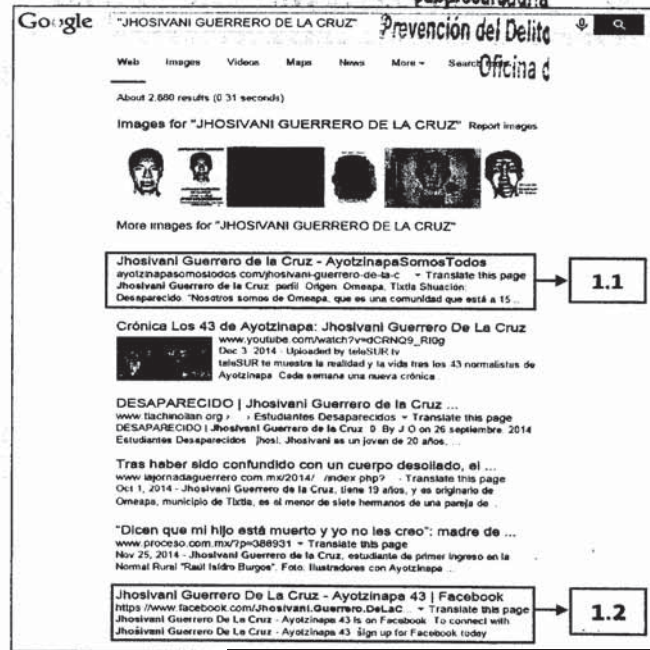 Google "JHOSIVANI GUERRERO DE LA CRUZ"
Prevención del Delito
Oficina d
Web Images Videos Maps News More Search
About 2,680 results (0.31 seconds)
Images for "JHOSIVANI GUERRERO DE LA CRUZ" Report images
More images for "JHOSIVANI GUERRERO DE LA CRUZ"
Jhosivani Guerrero de la Cruz - AyotzinapaSomosTodos
ayotzinapasomostodos.com/jhosivani-guerrero-de-la-c Translate this page
Jhosivani Guerrero de la Cruz perfil Origen Omeapa, Tixtla Situación:
Desaparecido "Nosotros somos de Omeapa, que es una comunidad que está a 15 ...
1.1
Crónica Los 43 de Ayotzinapa: Jhosivani Guerrero De La Cruz
www.youtube.com/watch?v=dCRNQ9_RI0g
Dec 3, 2014 - Uploaded by teleSUR tv
teleSUR te muestra la realidad y la vida tras los 43 normalistas de
Ayotzinapa Cada semana una nueva crónica
DESAPARECIDO | Jhosivani Guerrero de la Cruz ...
www.tlachinollan.org › › Estudiantes Desaparecidos Translate this page
DESAPARECIDO | Jhosivani Guerrero de la Cruz 0 By J O on 26 septiembre, 2014
Estudiantes Desaparecidos Jhosi, Jhosivani es un joven de 20 años, ...
Tras haber sido confundido con un cuerpo desollado, el ...
www.lajornadaguerrero.com.mx/2014/ /index.php? Translate this page
Oct 1, 2014 - Jhosivani Guerrero de la Cruz, tiene 19 años, y es originario de
Omeapa, municipio de Tixtla, es el menor de siete hermanos de una pareja de
"Dicen que mi hijo está muerto y yo no les creo": madre de ...
www.proceso.com.mx/?p=388931 Translate this page
Nov 25, 2014 - Jhosivani Guerrero de la Cruz, estudiante de primer ingreso en la
Normal Rural "Raúl Isidro Burgos". Foto: Ilustradores con Ayotzinapa ...
Jhosivani Guerrero De La Cruz - Ayotzinapa 43 | Facebook
https://www.facebook.com/Jhosivani.Guerrero.DeLaC... Translate this page
Jhosivani Guerrero De La Cruz - Ayotzinapa 43 is on Facebook To connect with
Jhosivani Guerrero De La Cruz - Ayotzinapa 43 sign up for Facebook today
1.2